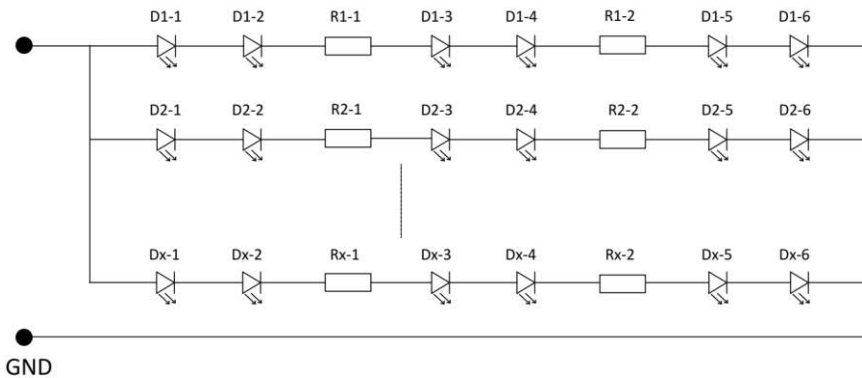 D1-1 D1-2 R1-1 D1-3 D1-4 R1-2 D1-5 D1-6
D2-1 D2-2 R2-1 D2-3 D2-4 R2-2 D2-5 D2-6
Dx-1 Dx-2 Rx-1 Dx-3 Dx-4 Rx-2 Dx-5 Dx-6
GND